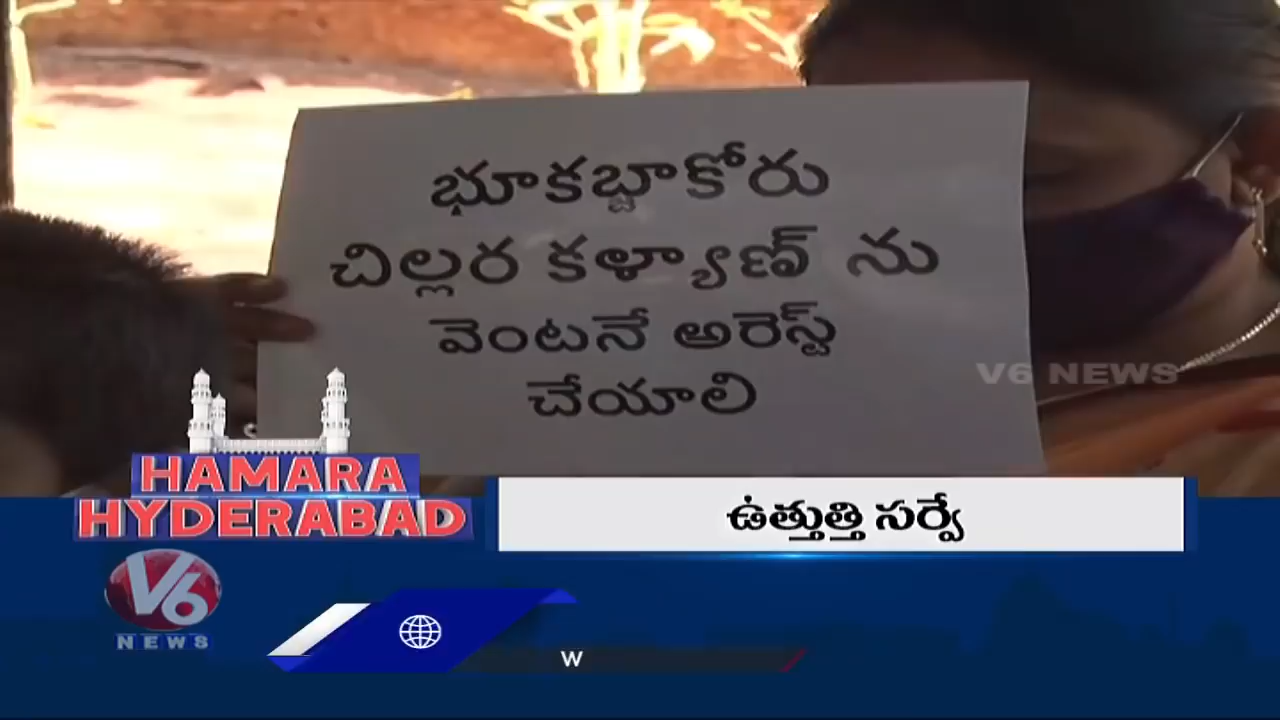 భూకబ్జాకోరు
చిల్లర కళ్యాణ్ ను
వెంటనే అరెస్ట్
చేయాలి
V6 NEWS
HAMARA
HYDERABAD
ఉత్తుత్తి సర్వే
V6
NEWS
W